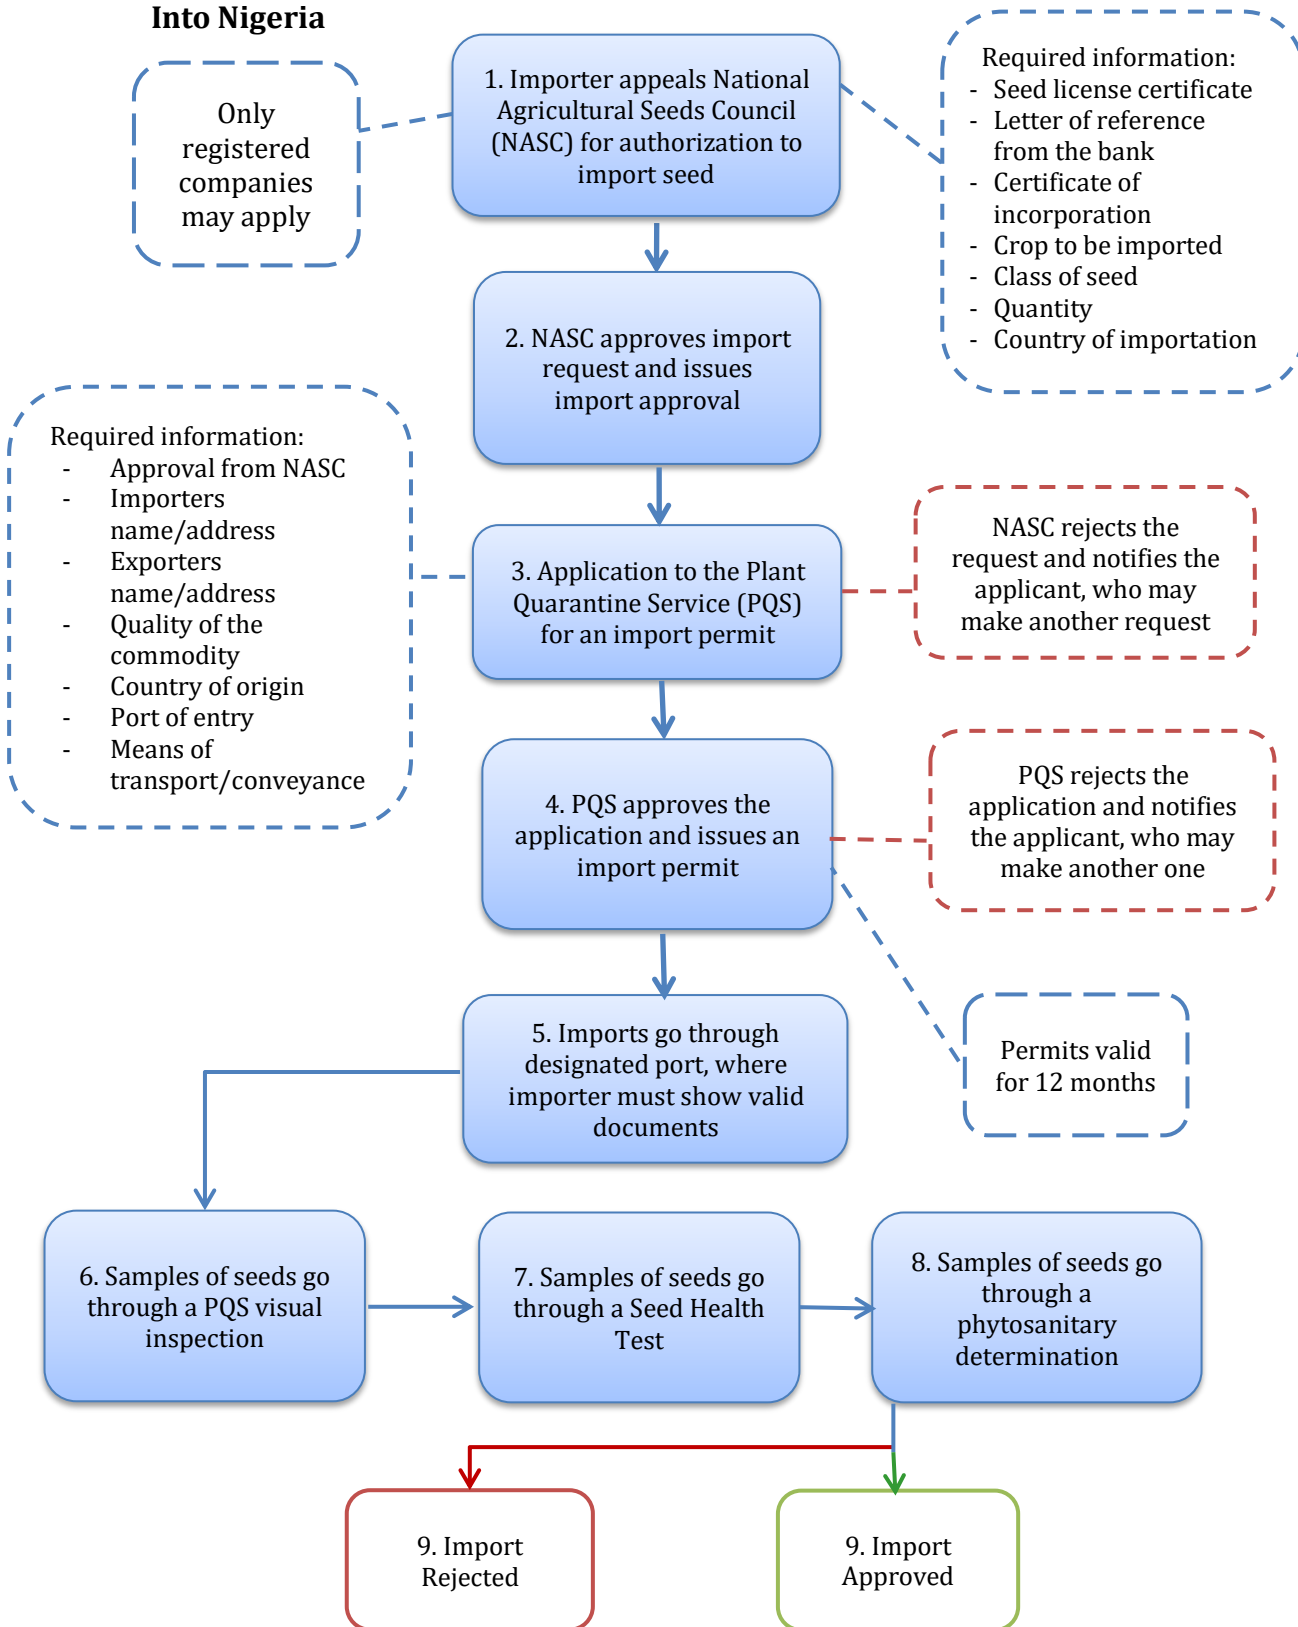 Into Nigeria
Only
registered
companies
may apply
1. Importer appeals National
Agricultural Seeds Council
(NASC) for authorization to
import seed
Required information:
- Seed license certificate
- Letter of reference
from the bank
- Certificate of
incorporation
- Crop to be imported
- Class of seed
- Quantity
- Country of importation
2. NASC approves import
request and issues
import approval
Required information:
- Approval from NASC
- Importers
name/address
- Exporters
name/address
- Quality of the
commodity
- Country of origin
- Port of entry
- Means of
transport/conveyance
3. Application to the Plant
Quarantine Service (PQS)
for an import permit
NASC rejects the
request and notifies the
applicant, who may
make another request
4. PQS approves the
application and issues an
import permit
PQS rejects the
application and notifies
the applicant, who may
make another one
Permits valid
for 12 months
5. Imports go through
designated port, where
importer must show valid
documents
6. Samples of seeds go
through a PQS visual
inspection
7. Samples of seeds go
through a Seed Health
Test
8. Samples of seeds go
through a
phytosanitary
determination
9. Import
Rejected
9. Import
Approved